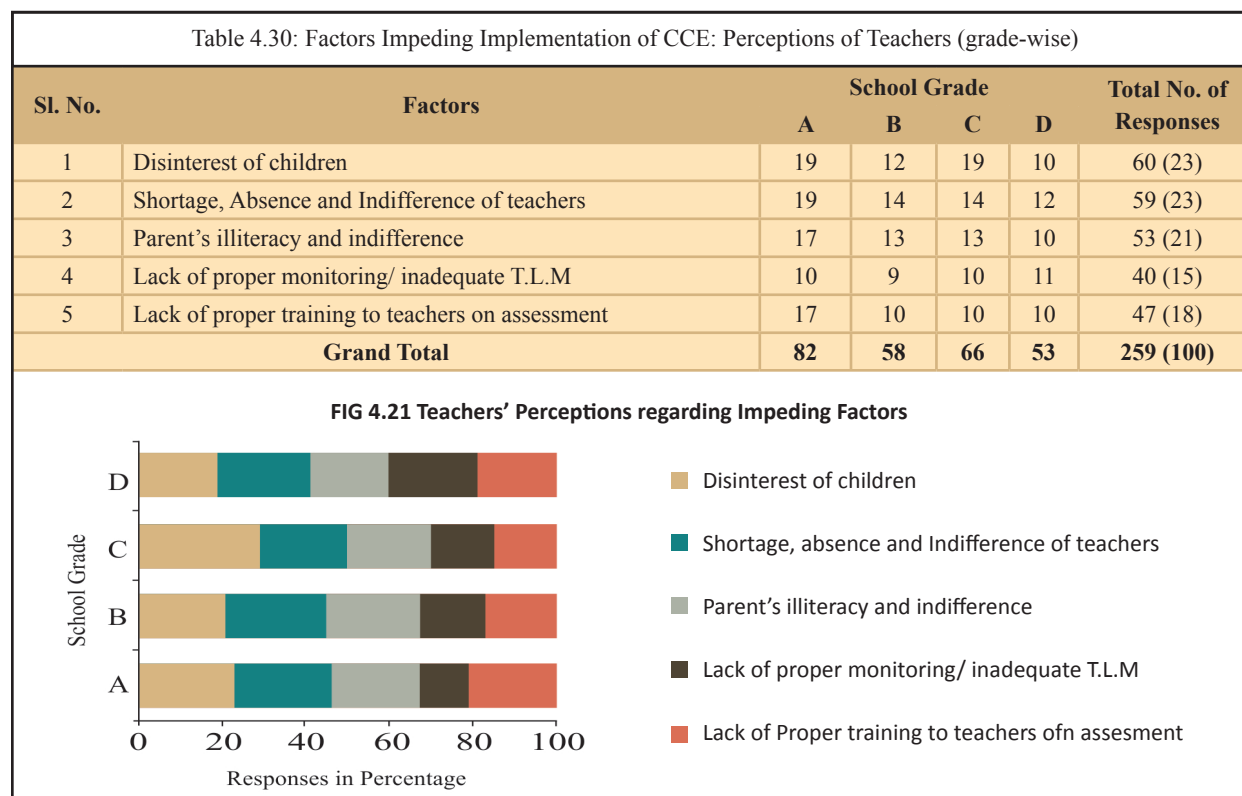 Table 4.30: Factors Impeding Implementation of CCE: Perceptions of Teachers (grade-wise)
Sl. No. Factors School Grade Total No. of Responses
A B C D
1 Disinterest of children 19 12 19 10 60 (23)
2 Shortage, Absence and Indifference of teachers 19 14 14 12 59 (23)
3 Parent's illiteracy and indifference 17 13 13 10 53 (21)
4 Lack of proper monitoring/ inadequate T.L.M 10 9 10 11 40 (15)
5 Lack of proper training to teachers on assessment 17 10 10 10 47 (18)
Grand Total 82 58 66 53 259 (100)
FIG 4.21 Teachers' Perceptions regarding Impeding Factors
School Grade
D
C
B
A
0 20 40 60 80 100
Responses in Percentage
Disinterest of children
Shortage, absence and Indifference of teachers
Parent's illiteracy and indifference
Lack of proper monitoring/ inadequate T.L.M
Lack of Proper training to teachers ofn assesment